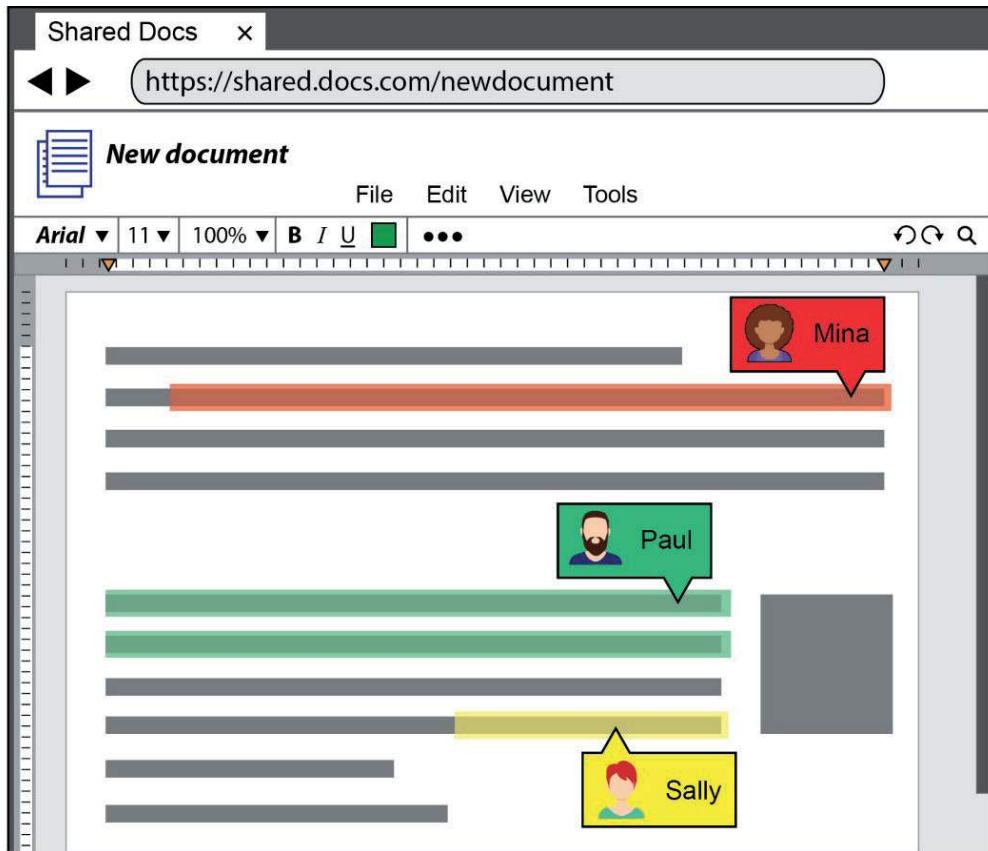 Shared Docs ×
https://shared.docs.com/newdocument
New document
File Edit View Tools
Arial ▼ 11 ▼ 100% ▼ B I U •••
Mina
Paul
Sally